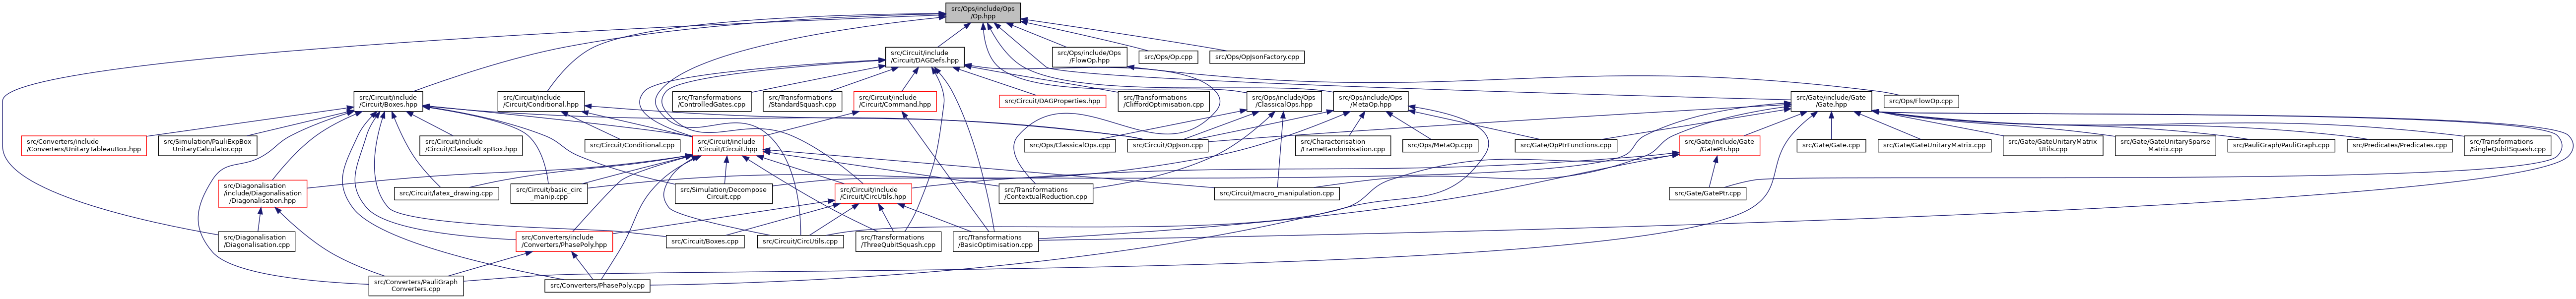 src/Ops/include/Ops
/Op.hpp
src/Circuit/include
/Circuit/DAGDefs.hpp
src/Ops/include/Ops
/FlowOp.hpp
src/Ops/Op.cpp
src/Ops/OpJsonFactory.cpp
src/Circuit/include
/Circuit/Boxes.hpp
src/Circuit/include
/Circuit/Conditional.hpp
src/Transformations
/ControlledGates.cpp
src/Transformations
/StandardSquash.cpp
src/Circuit/include
/Circuit/Command.hpp
src/Circuit/DAGProperties.hpp
src/Transformations
/CliffordOptimisation.cpp
src/Ops/include/Ops
/ClassicalOps.hpp
src/Ops/include/Ops
/MetaOp.hpp
src/Gate/include/Gate
/Gate.hpp
src/Ops/FlowOp.cpp
src/Converters/include
/Converters/UnitaryTableauBox.hpp
src/Simulation/PauliExpBox
UnitaryCalculator.cpp
src/Circuit/include
/Circuit/ClassicalExpBox.hpp
src/Circuit/Conditional.cpp
src/Circuit/include
/Circuit/Circuit.hpp
src/Ops/ClassicalOps.cpp
src/Circuit/OpJson.cpp
src/Characterisation
/FrameRandomisation.cpp
src/Ops/MetaOp.cpp
src/Gate/OpPtrFunctions.cpp
src/Gate/include/Gate
/GatePtr.hpp
src/Gate/Gate.cpp
src/Gate/GateUnitaryMatrix.cpp
src/Gate/GateUnitaryMatrix
Utils.cpp
src/Gate/GateUnitarySparse
Matrix.cpp
src/PauliGraph/PauliGraph.cpp
src/Predicates/Predicates.cpp
src/Transformations
/SingleQubitSquash.cpp
src/Diagonalisation
/include/Diagonalisation
/Diagonalisation.hpp
src/Circuit/latex_drawing.cpp
src/Circuit/basic_circ
_manip.cpp
src/Simulation/Decompose
Circuit.cpp
src/Circuit/include
/Circuit/CircUtils.hpp
src/Transformations
/ContextualReduction.cpp
src/Circuit/macro_manipulation.cpp
src/Gate/GatePtr.cpp
src/Diagonalisation
/Diagonalisation.cpp
src/Converters/include
/Converters/PhasePoly.hpp
src/Circuit/Boxes.cpp
src/Circuit/CircUtils.cpp
src/Transformations
/ThreeQubitSquash.cpp
src/Transformations
/BasicOptimisation.cpp
src/Converters/PauliGraph
Converters.cpp
src/Converters/PhasePoly.cpp